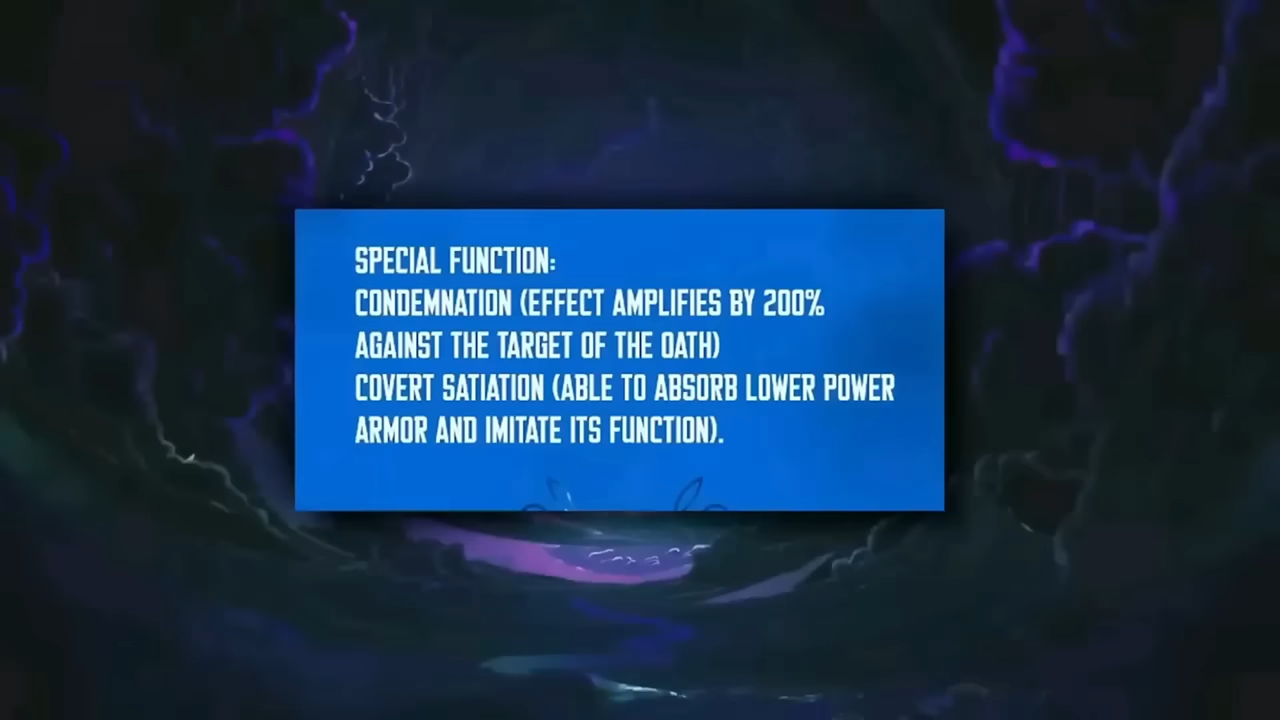 SPECIAL FUNCTION:
CONDEMNATION (EFFECT AMPLIFIES BY 200%
AGAINST THE TARGET OF THE OATH)
COVERT SATIATION (ABLE TO ABSORB LOWER POWER
ARMOR AND IMITATE ITS FUNCTION).